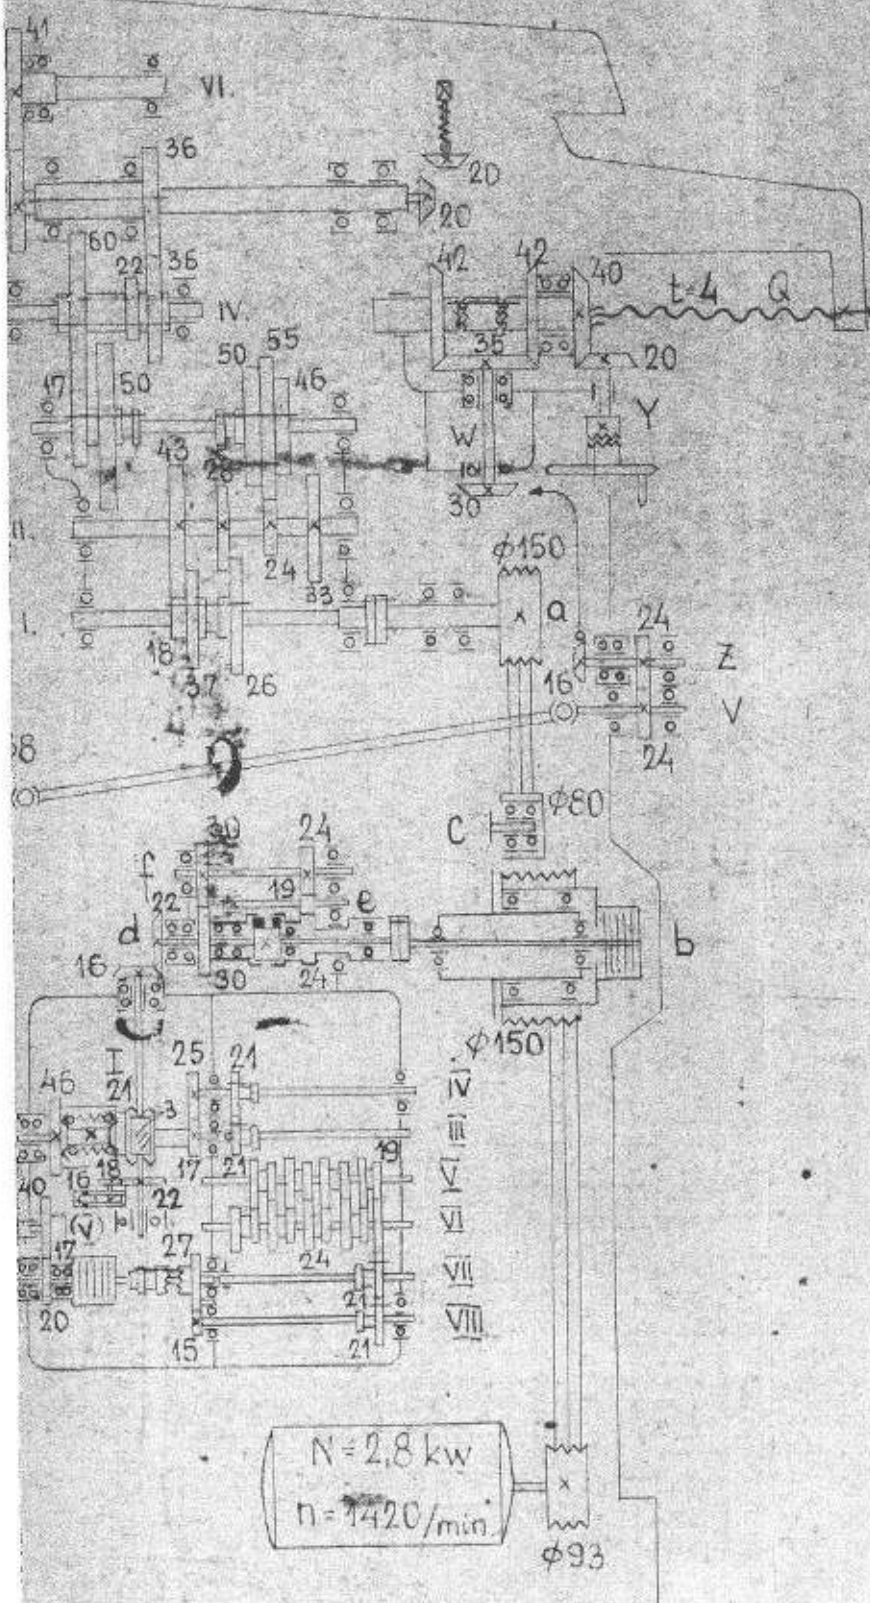 41
VI.
36
20
20
60
22
36
42
42
40
t=4
Q
IV.
35
20
55
50
46
17
50
W
Y
43
30
II.
24
33
φ150
a
I.
18
37
26
24
Z
16
V
24
φ80
C
30
24
f
19
22
e
d
b
16
30
24
φ150
25
21
IV
I
46
21
3
III
17
21
19
V
16
18
40
22
(V)
VI
17
27
24
VII
20
21
VIII
15
21
N = 2,8 kw
n = 1420/min.
φ93